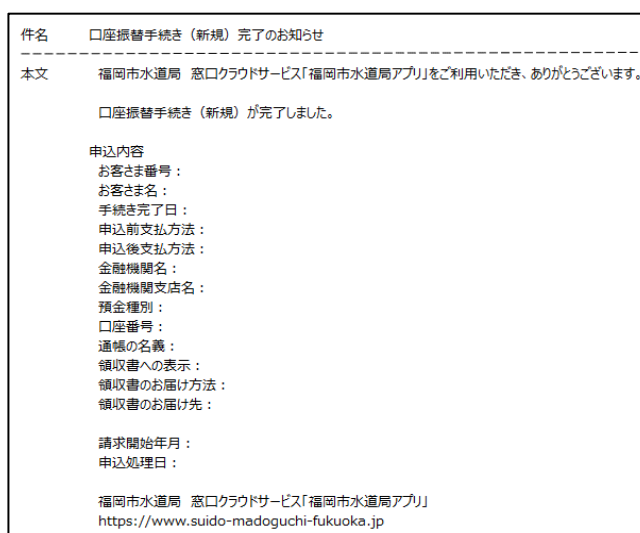 件名　口座振替手続き（新規）完了のお知らせ
本文　福岡市水道局　窓口クラウドサービス「福岡市水道局アプリ」をご利用いただき、ありがとうございます。
口座振替手続き（新規）が完了しました。
申込内容
お客さま番号：
お客さま名：
手続き完了日：
申込前支払方法：
申込後支払方法：
金融機関名：
金融機関支店名：
預金種別：
口座番号：
通帳の名義：
領収書への表示：
領収書のお届け方法：
領収書のお届け先：
請求開始年月：
申込処理日：
福岡市水道局　窓口クラウドサービス「福岡市水道局アプリ」
https://www.suido-madoguchi-fukuoka.jp